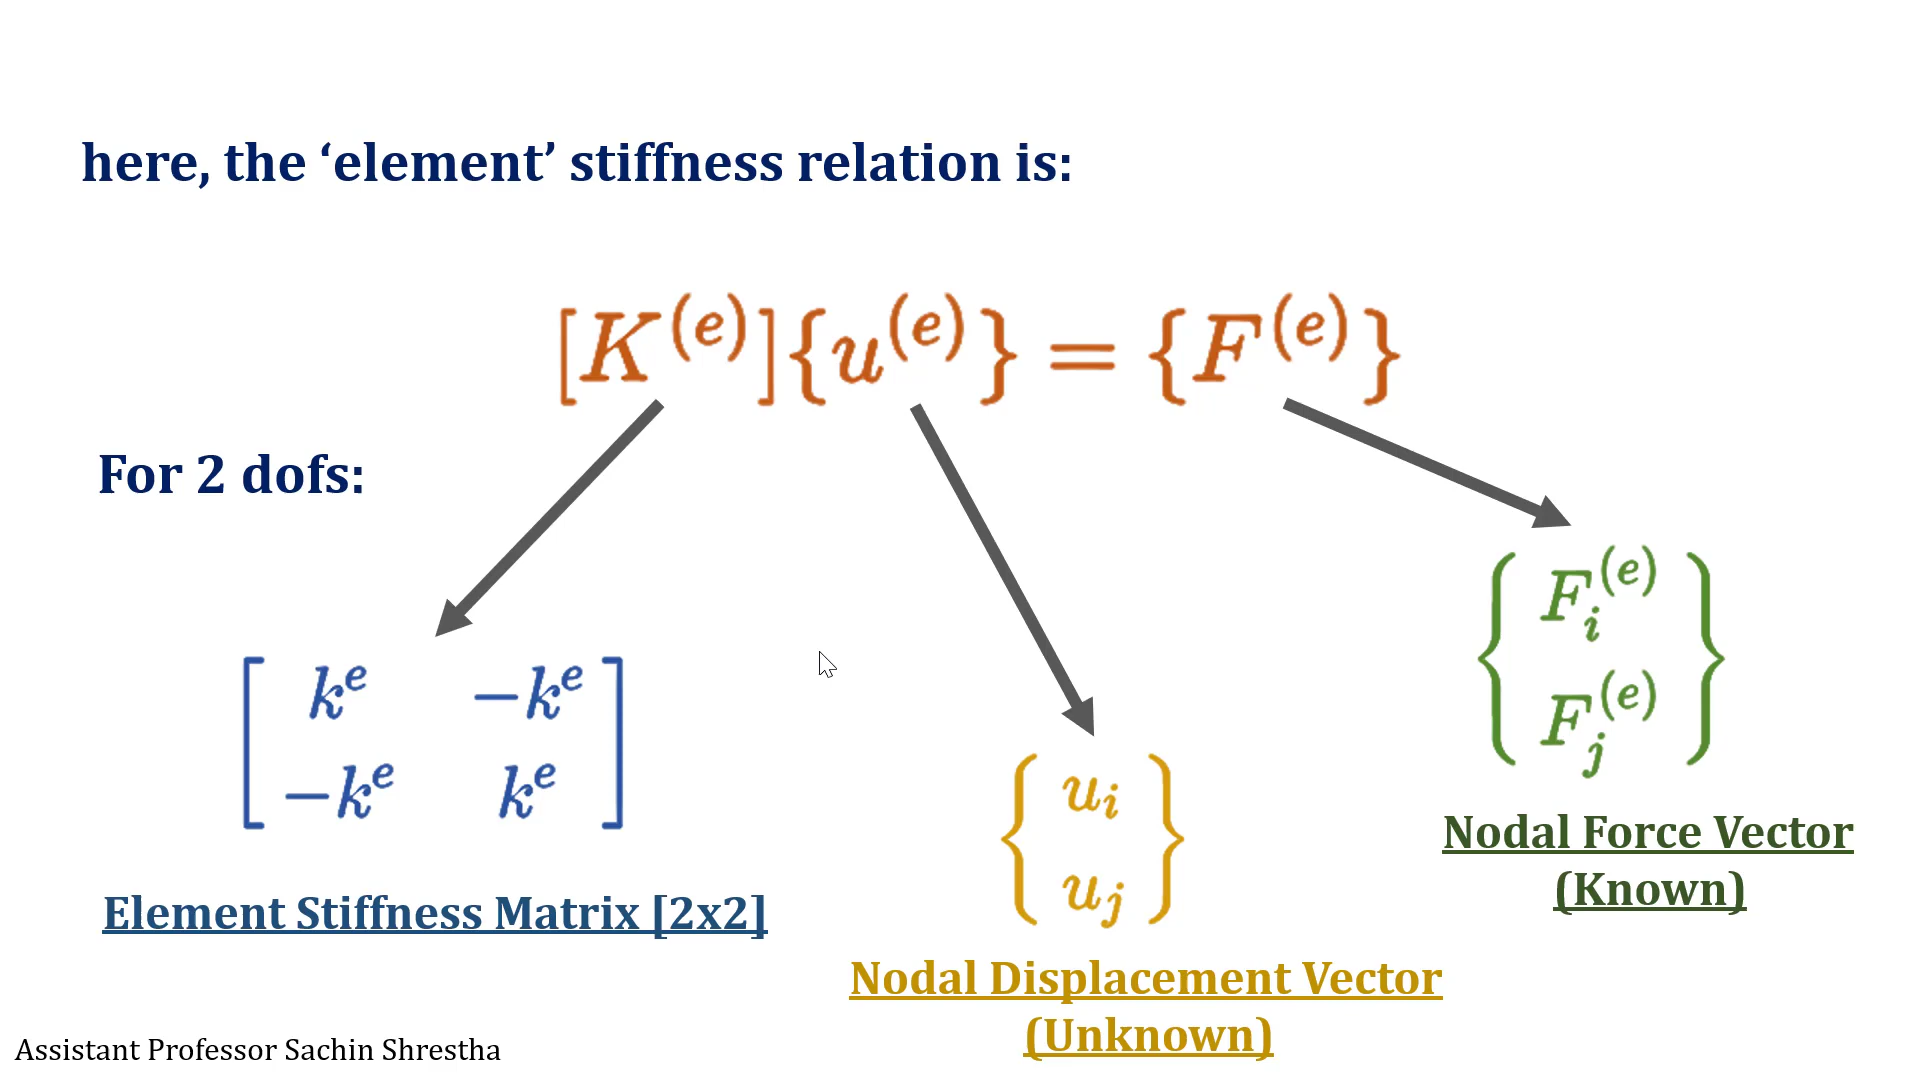 here, the ‘element’ stiffness relation is:
[K^(e)]{u^(e)} = {F^(e)}
For 2 dofs:
[k^e −k^e
−k^e k^e]
Element Stiffness Matrix [2x2]
{u_i
u_j}
Nodal Displacement Vector
(Unknown)
{F_i^(e)
F_j^(e)}
Nodal Force Vector
(Known)
Assistant Professor Sachin Shrestha